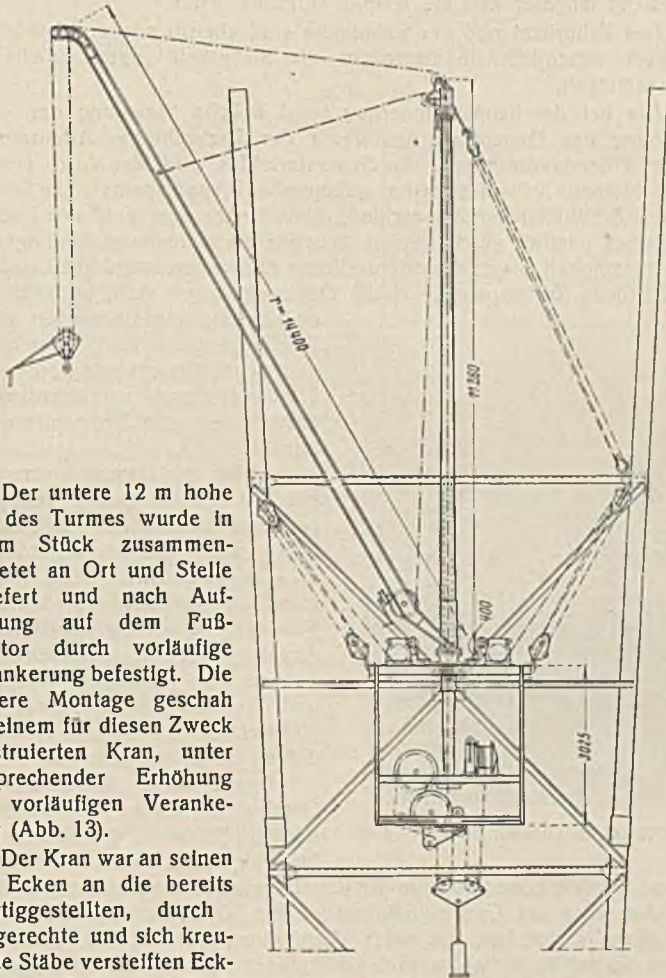 r = 14400
11280
400
3025
Der untere 12 m hohe
des Turmes wurde in
m Stück zusammen-
etet an Ort und Stelle
efert und nach Auf-
ung auf dem Fuß-
tor durch vorläufige
ankerung befestigt. Die
ere Montage geschah
einem für diesen Zweck
struierten Kran, unter
prechender Erhöhung
vorläufigen Veranke-
(Abb. 13).
Der Kran war an seinen
Ecken an die bereits
rtiggestellten, durch
gerechte und sich kreu-
e Stäbe versteiften Eck-